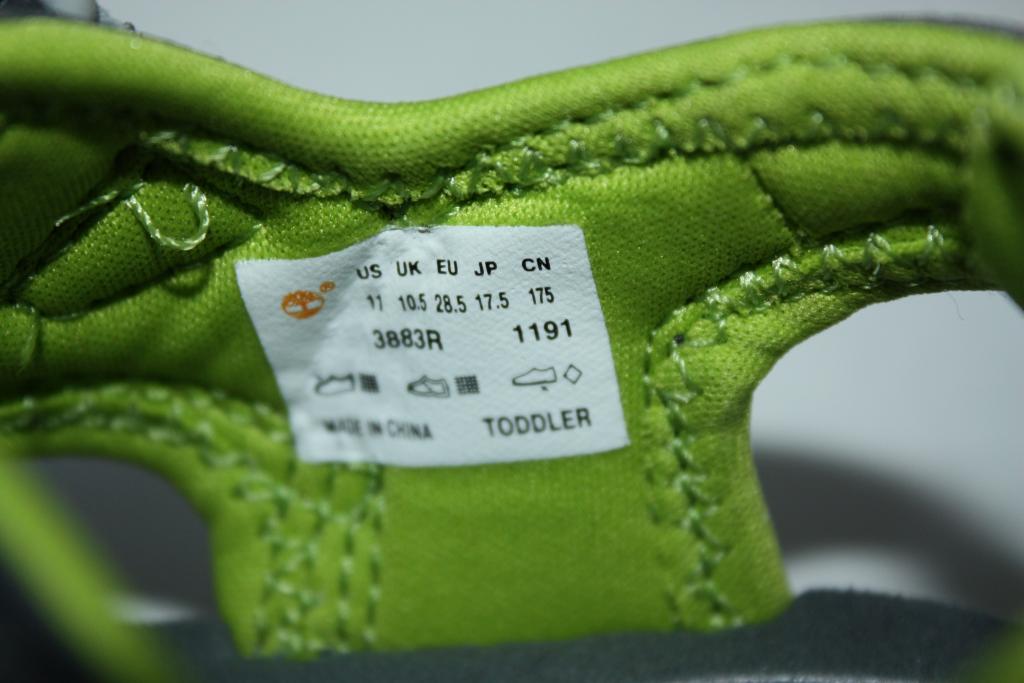 US UK EU JP CN
11 10.5 28.5 17.5 175
3883R 1191
MADE IN CHINA TODDLER